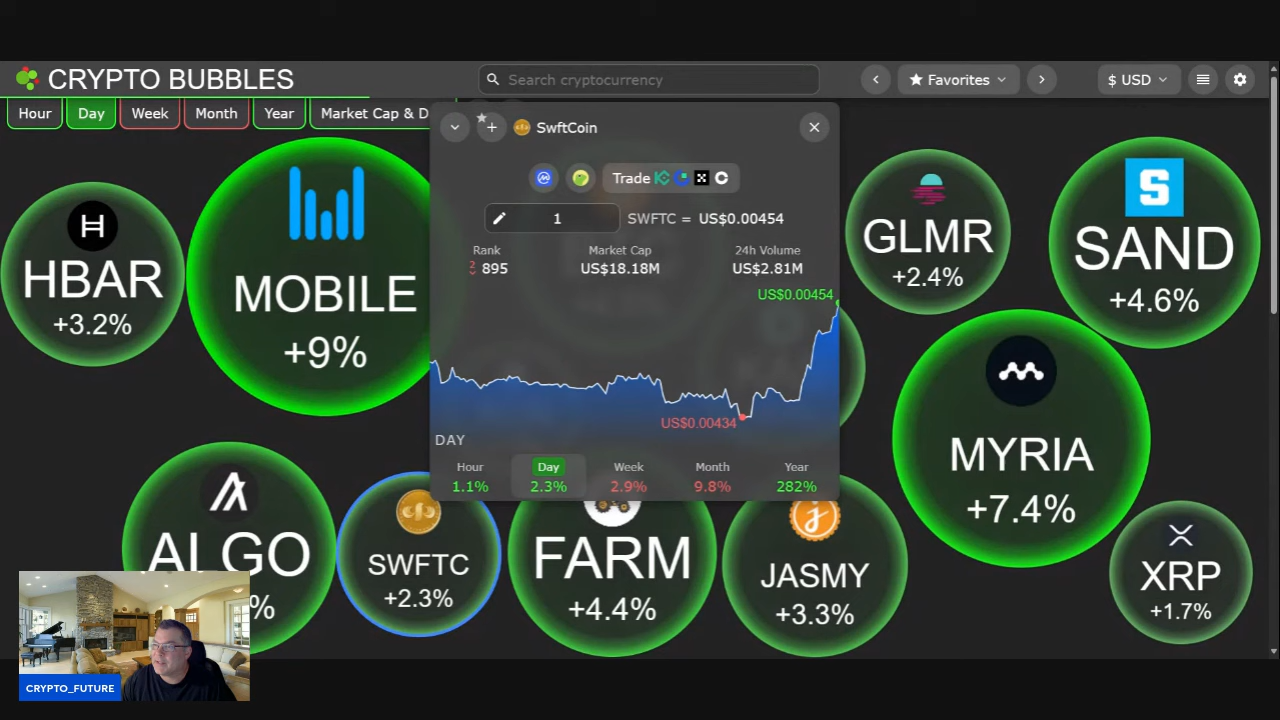 CRYPTO BUBBLES
Search cryptocurrency
Favorites
$ USD
Hour
Day
Week
Month
Year
Market Cap & D
SwftCoin
Trade
1
SWFTC = US$0.00454
Rank
Market Cap
24h Volume
2
895
US$18.18M
US$2.81M
US$0.00454
US$0.00434
DAY
Hour
Day
Week
Month
Year
1.1%
2.3%
2.9%
9.8%
282%
HBAR
+3.2%
MOBILE
+9%
GLMR
+2.4%
S
SAND
+4.6%
MYRIA
+7.4%
ALGO
%
SWFTC
+2.3%
FARM
+4.4%
JASMY
+3.3%
XRP
+1.7%
CRYPTO_FUTURE